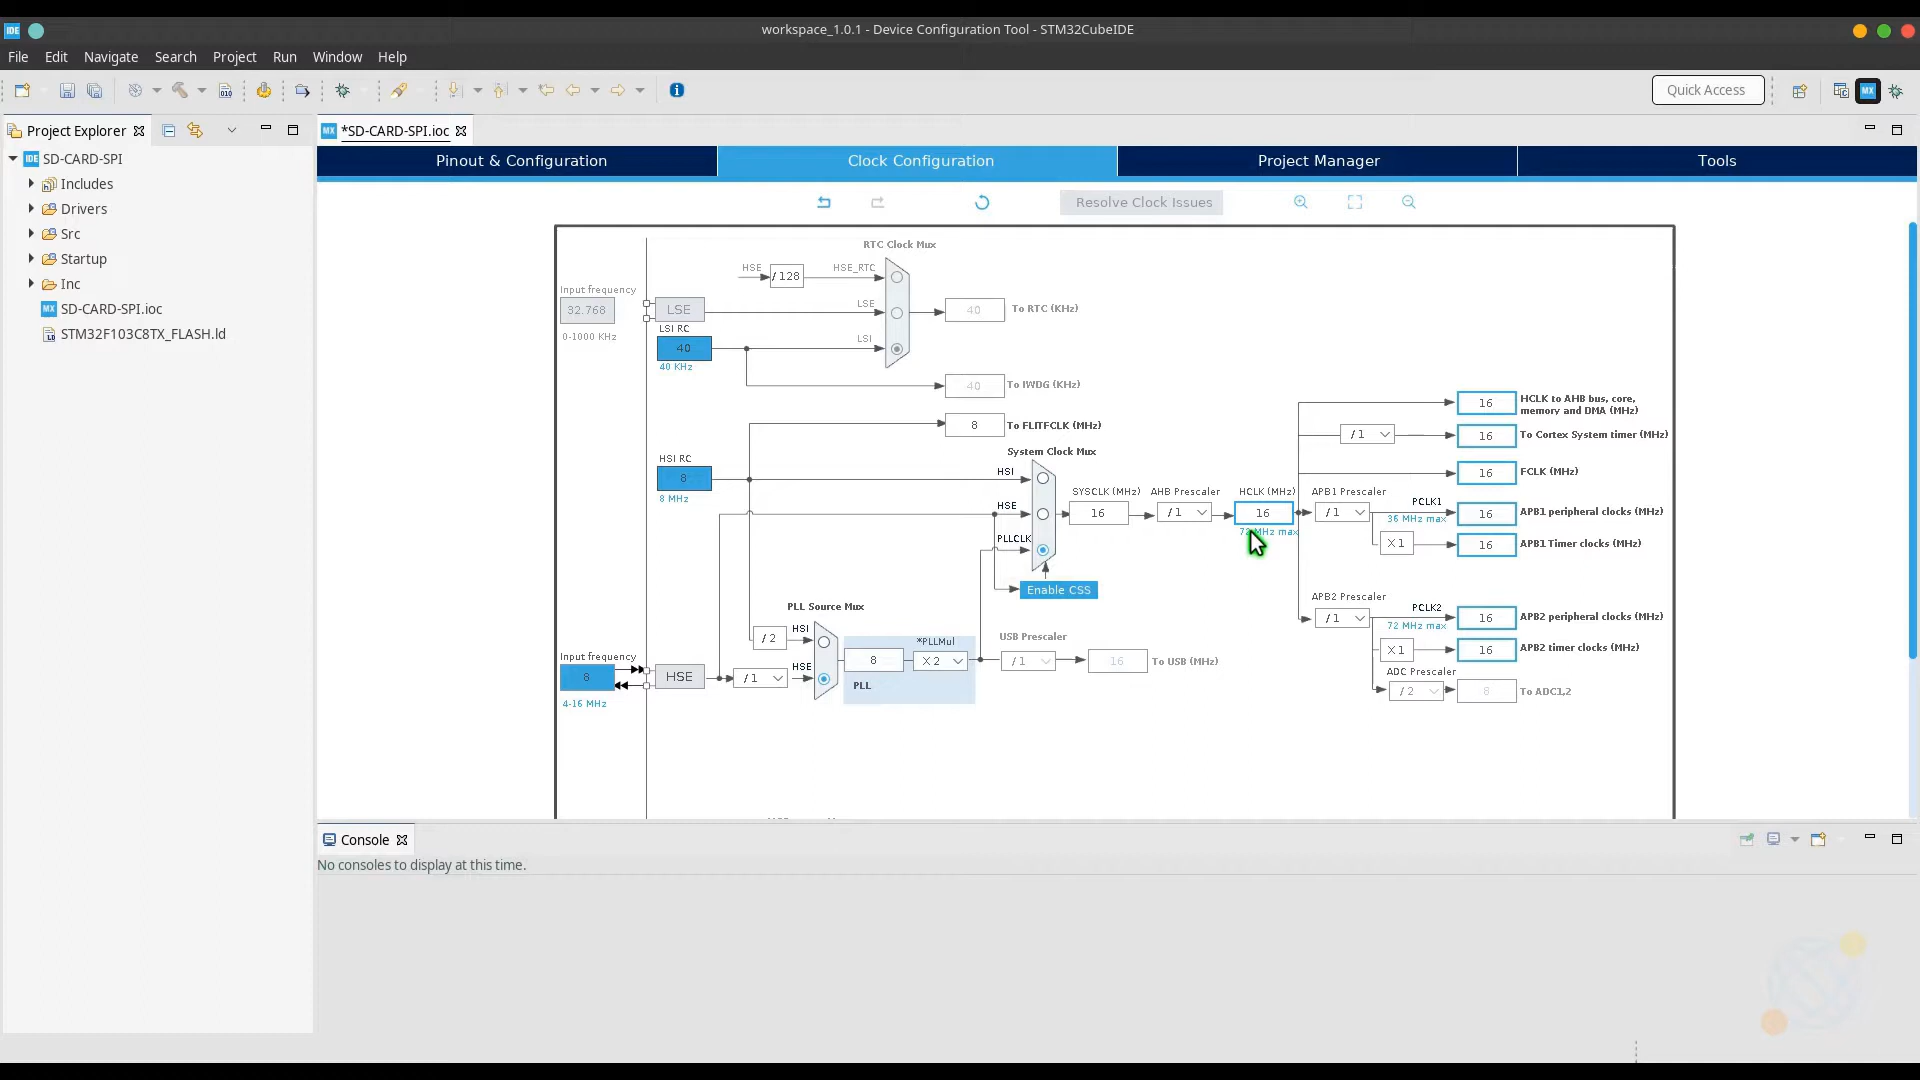 workspace_1.0.1 - Device Configuration Tool - STM32CubeIDE
IDE
File Edit Navigate Search Project Run Window Help
010
Quick Access
MX
Project Explorer
MX *SD-CARD-SPI.ioc
IDE SD-CARD-SPI
Includes
Drivers
Src
Startup
Inc
MX SD-CARD-SPI.ioc
STM32F103C8TX_FLASH.ld
Pinout & Configuration Clock Configuration Project Manager Tools
Resolve Clock Issues
RTC Clock Mux
HSE / 128 HSE_RTC
Input frequency
32.768 LSE LSE 40 To RTC (KHz)
0-1000 KHz
LSI RC
40 LSI
40 KHz
40 To IWDG (KHz)
8 To FLITFCLK (MHz)
System Clock Mux
HSI RC
8 HSI
8 MHz
HSE
PLLCLK
Enable CSS
SYSCLK (MHz) AHB Prescaler HCLK (MHz) APB1 Prescaler
16 / 1 16 / 1
72 MHz max
16 HCLK to AHB bus, core,
memory and DMA (MHz)
/ 1 16 To Cortex System timer (MHz)
16 FCLK (MHz)
PCLK1
36 MHz max 16 APB1 peripheral clocks (MHz)
X 1 16 APB1 Timer clocks (MHz)
APB2 Prescaler
/ 1 PCLK2
72 MHz max 16 APB2 peripheral clocks (MHz)
X 1 16 APB2 timer clocks (MHz)
ADC Prescaler
/ 2 8 To ADC1,2
PLL Source Mux
/ 2 HSI
Input frequency
8 HSE / 1 HSE
4-16 MHz
8 *PLLMul X 2
PLL
USB Prescaler
/ 1 16 To USB (MHz)
Console
No consoles to display at this time.